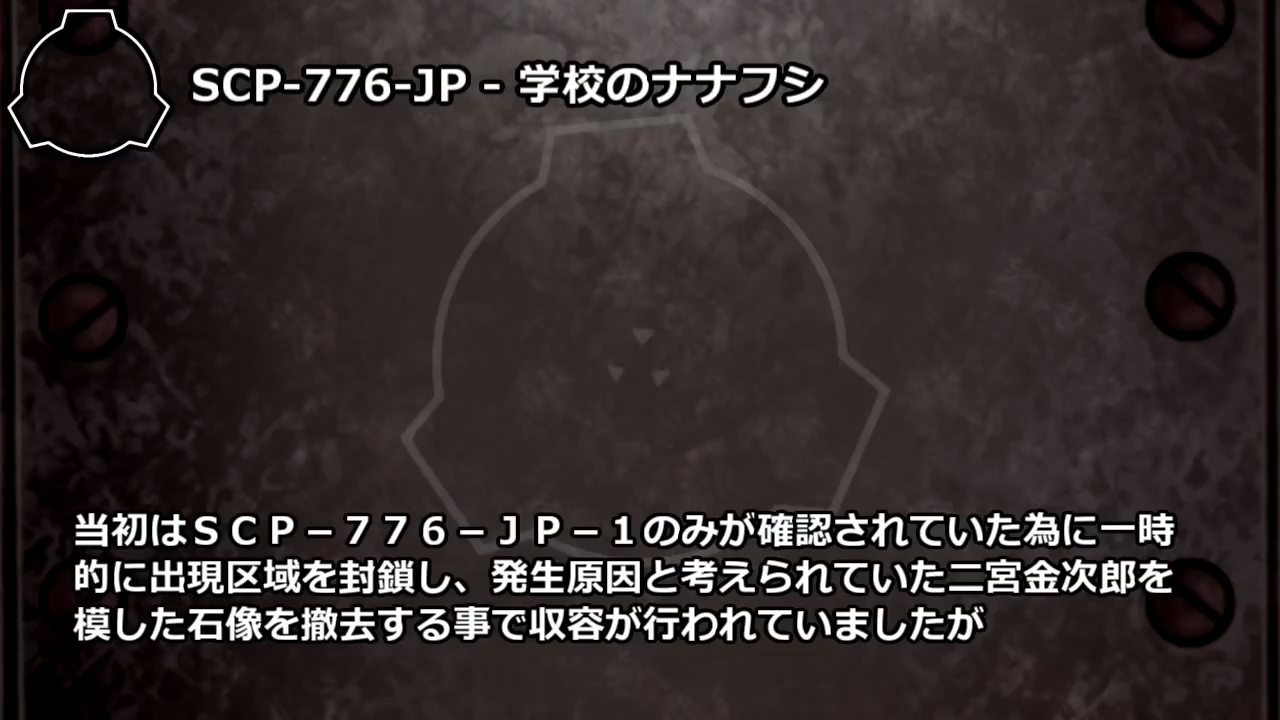 SCP-776-JP - 学校のナナフシ
当初はＳＣＰ－７７６－ＪＰ－１のみが確認されていた為に一時
的に出現区域を封鎖し、発生原因と考えられていた二宮金次郎を
模した石像を撤去する事で収容が行われていましたが